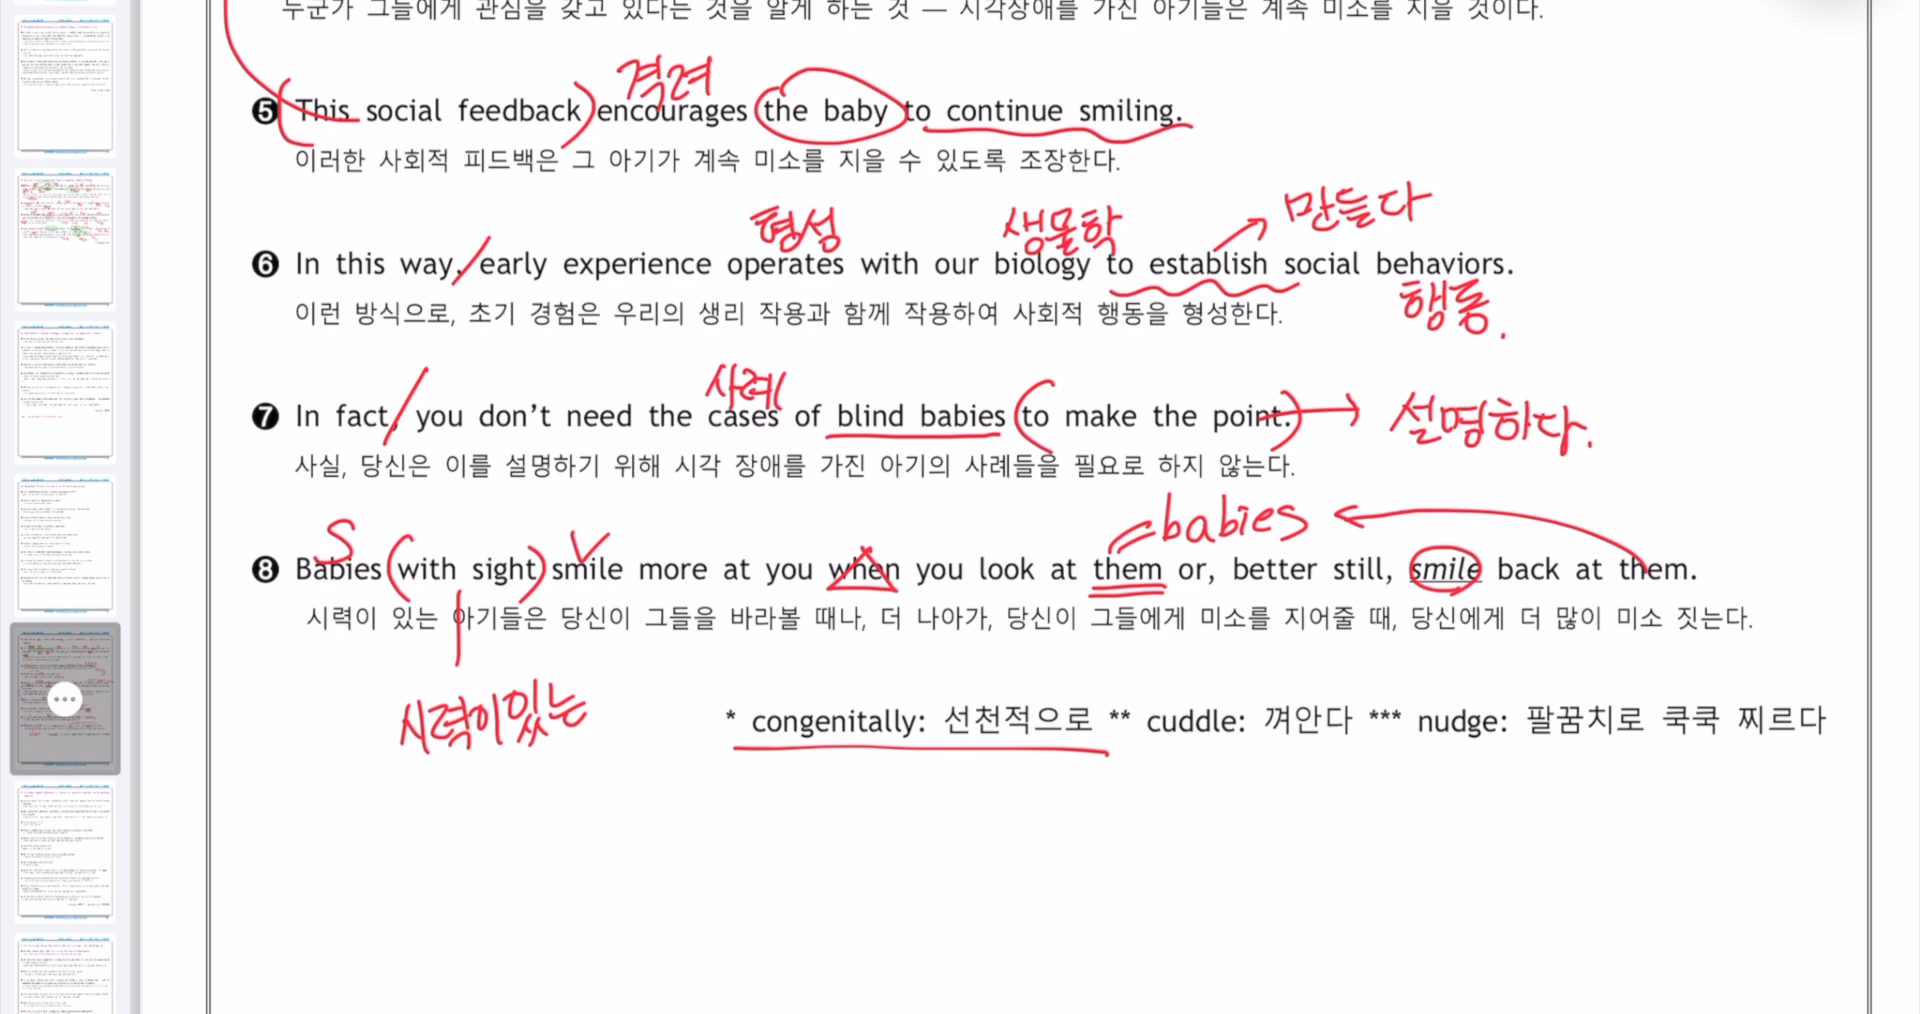 누군가 그들에게 관심을 갖고 있다는 것을 알게 하는 것 — 시각장애를 가진 아기들은 계속 미소를 지을 것이다.
격려
❺ This social feedback encourages the baby to continue smiling.
이러한 사회적 피드백은 그 아기가 계속 미소를 지을 수 있도록 조장한다.
형성 생물학 만들다
❻ In this way, early experience operates with our biology to establish social behaviors.
행동.
이런 방식으로, 초기 경험은 우리의 생리 작용과 함께 작용하여 사회적 행동을 형성한다.
사례
❼ In fact, you don't need the cases of blind babies to make the point. 설명하다.
사실, 당신은 이를 설명하기 위해 시각 장애를 가진 아기의 사례들을 필요로 하지 않는다.
S V babies
❽ Babies with sight smile more at you when you look at them or, better still, smile back at them.
시력이 있는 아기들은 당신이 그들을 바라볼 때나, 더 나아가, 당신이 그들에게 미소를 지어줄 때, 당신에게 더 많이 미소 짓는다.
시력이있는
* congenitally: 선천적으로 ** cuddle: 껴안다 *** nudge: 팔꿈치로 쿡쿡 찌르다